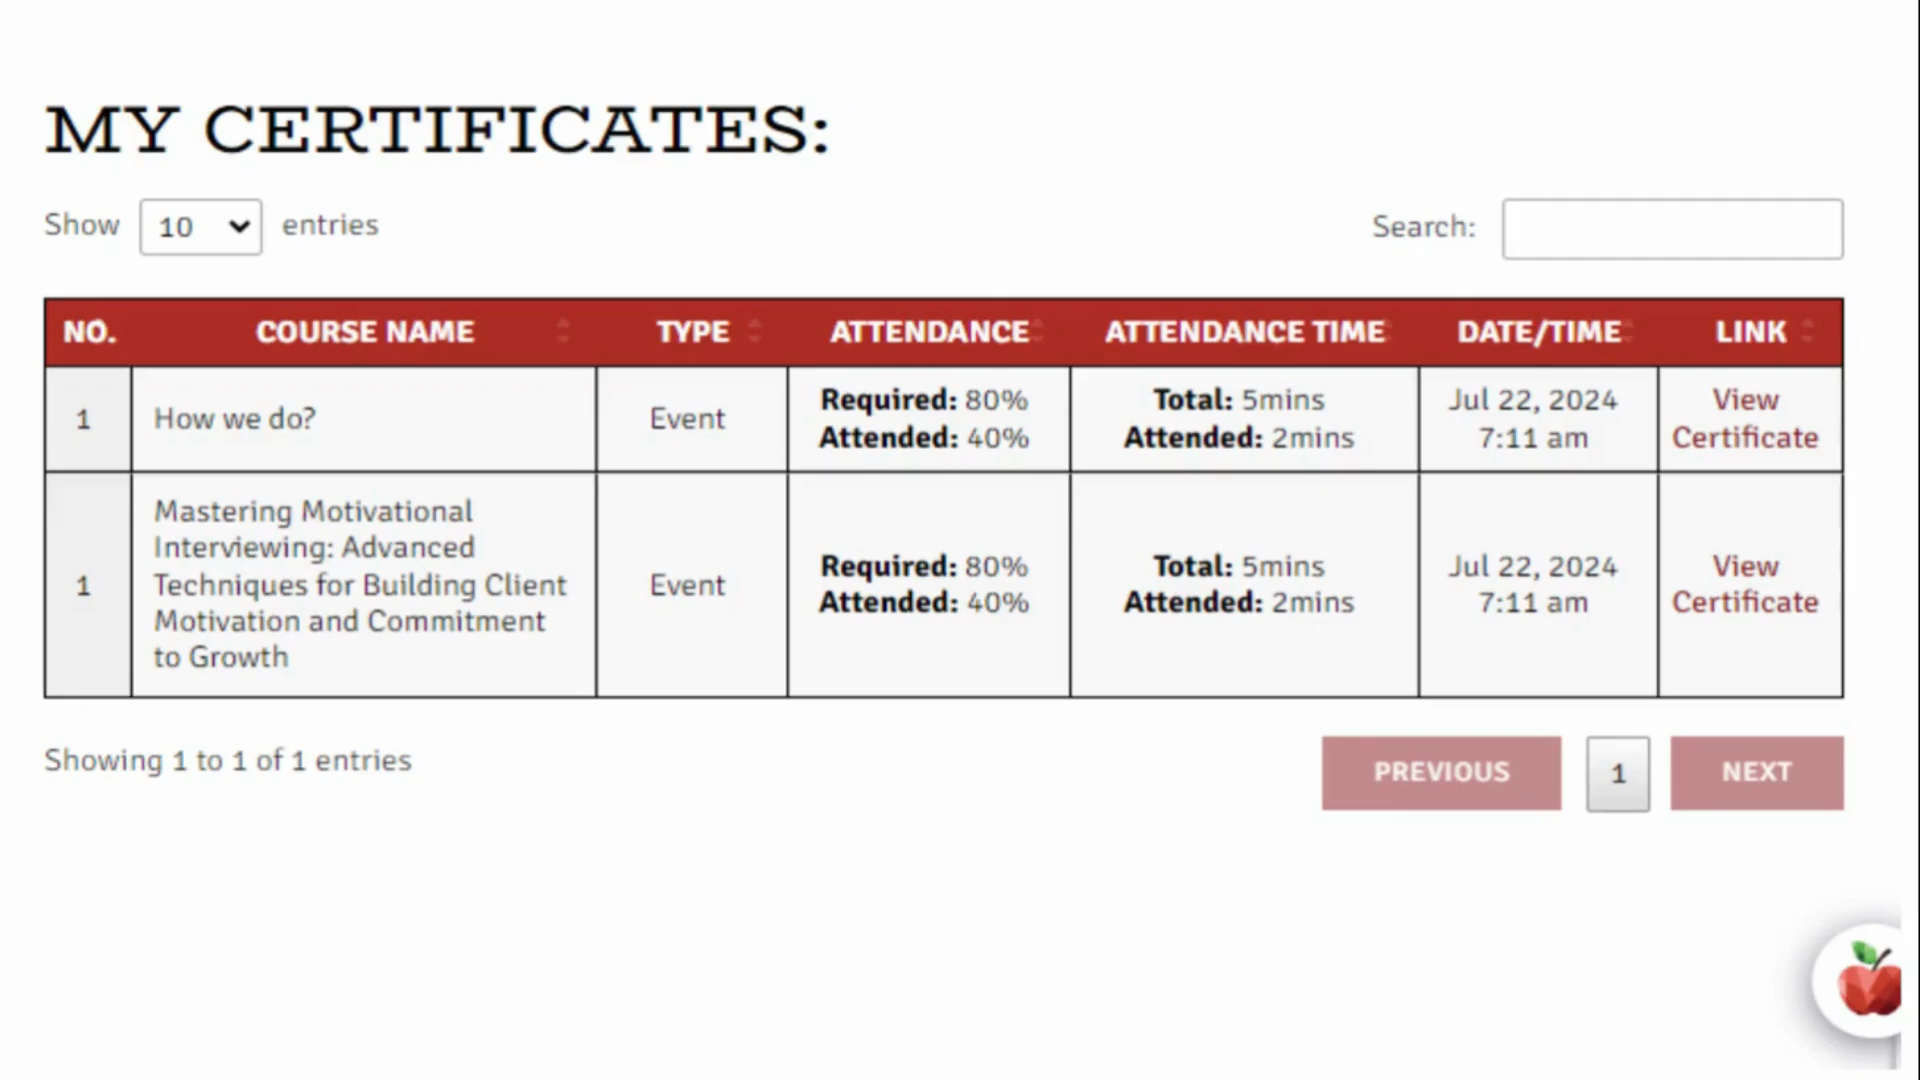 MY CERTIFICATES:
Show 10 entries
Search:
NO. COURSE NAME TYPE ATTENDANCE ATTENDANCE TIME DATE/TIME LINK
1 How we do? Event Required: 80% Total: 5mins Jul 22, 2024 View
Attended: 40% Attended: 2mins 7:11 am Certificate
Mastering Motivational
Interviewing: Advanced
1 Techniques for Building Client Event Required: 80% Total: 5mins Jul 22, 2024 View
Motivation and Commitment Attended: 40% Attended: 2mins 7:11 am Certificate
to Growth
Showing 1 to 1 of 1 entries
PREVIOUS 1 NEXT